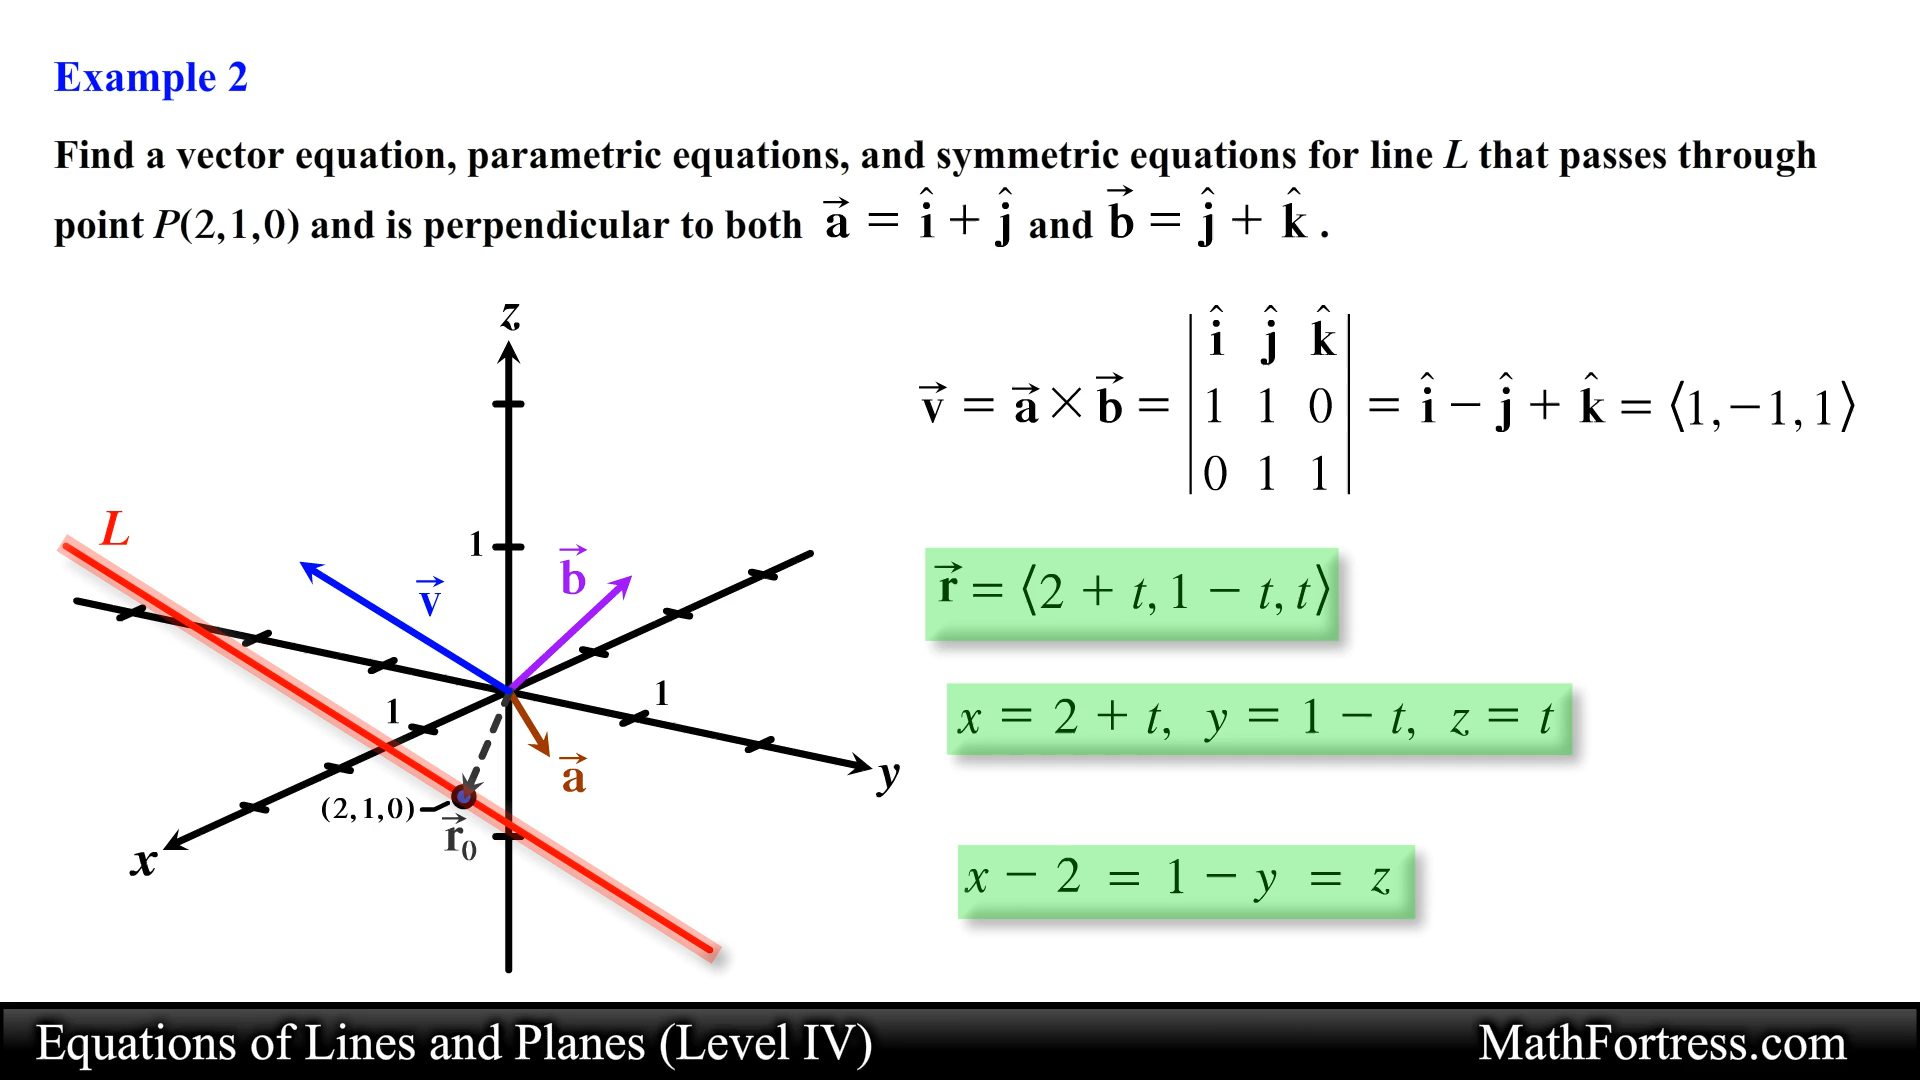 Example 2
Find a vector equation, parametric equations, and symmetric equations for line L that passes through
point P(2,1,0) and is perpendicular to both a⃗ = î + ĵ and b⃗ = ĵ + k̂ .
z
1
L
v⃗
b⃗
1
1
a⃗
y
(2,1,0)
r⃗₀
x
î ĵ k̂
v⃗ = a⃗ × b⃗ = | 1 1 0 | = î − ĵ + k̂ = ⟨1,−1,1⟩
0 1 1
r⃗ = ⟨2 + t, 1 − t, t⟩
x = 2 + t, y = 1 − t, z = t
x − 2 = 1 − y = z
Equations of Lines and Planes (Level IV)
MathFortress.com